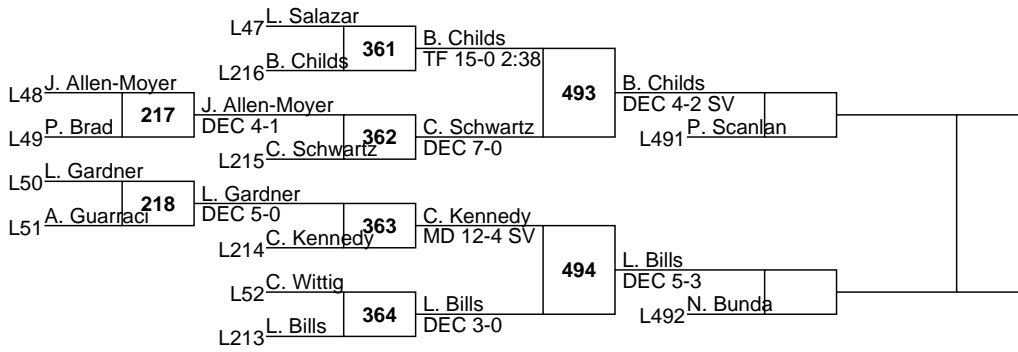 L47 L. Salazar
361
B. Childs
TF 15-0 2:38
L216 B. Childs
493
B. Childs
DEC 4-2 SV
L48 J. Allen-Moyer
217
J. Allen-Moyer
DEC 4-1
L49 P. Brad
362
C. Schwartz
DEC 7-0
L491 P. Scanlan
L215 C. Schwartz
L50 L. Gardner
218
L. Gardner
DEC 5-0
L51 A. Guarraci
363
C. Kennedy
MD 12-4 SV
L214 C. Kennedy
494
L. Bills
DEC 5-3
L52 C. Wittig
364
L. Bills
DEC 3-0
L492 N. Bunda
L213 L. Bills